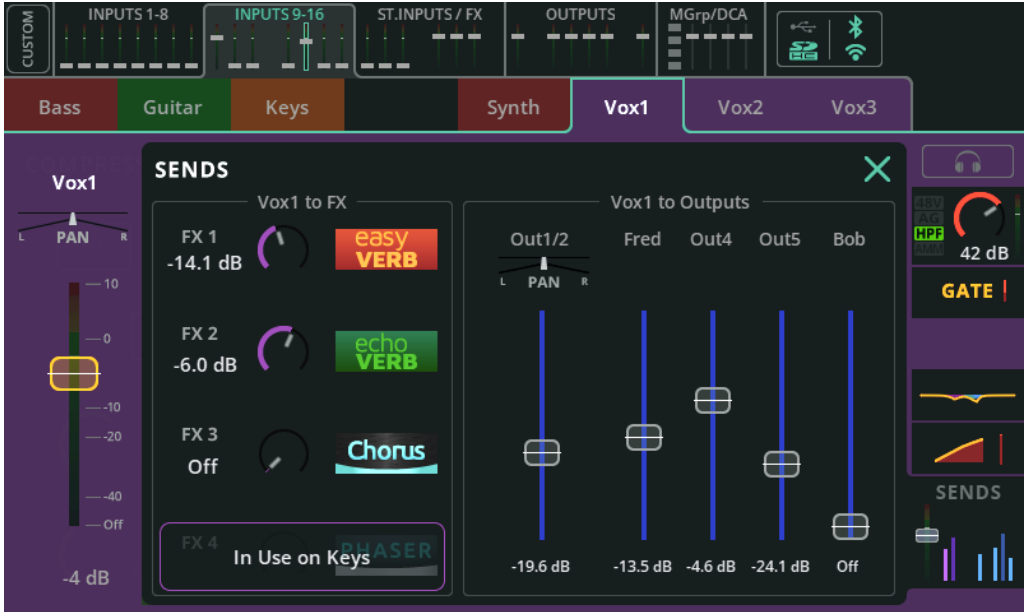 CUSTOM
INPUTS 1-8
INPUTS 9-16
ST.INPUTS / FX
OUTPUTS
MGrp/DCA
SD
HC
Bass
Guitar
Keys
Synth
Vox1
Vox2
Vox3
COMPRES
Vox1
L PAN R
10
0
-10
-20
-40
Off
-4 dB
SENDS
Vox1 to FX
FX 1
-14.1 dB
easy
VERB
FX 2
-6.0 dB
echo
VERB
FX 3
Off
Chorus
FX 4
PHASER
In Use on Keys
Vox1 to Outputs
Out1/2
Fred
Out4
Out5
Bob
L PAN R
-19.6 dB
-13.5 dB
-4.6 dB
-24.1 dB
Off
48V
AG
HPF
AMM
42 dB
GATE
SENDS